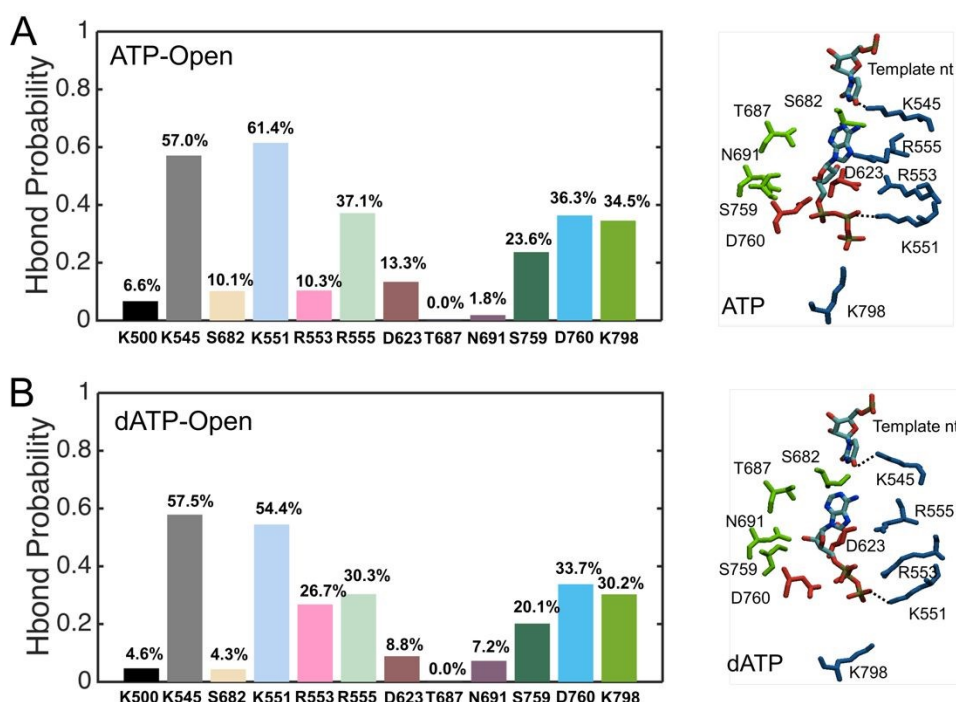 A
ATP-Open
Hbond Probability
1
0.8
0.6
0.4
0.2
0
6.6%
57.0%
10.1%
61.4%
10.3%
37.1%
13.3%
0.0%
1.8%
23.6%
36.3%
34.5%
K500 K545 S682 K551 R553 R555 D623 T687 N691 S759 D760 K798
Template nt
S682
K545
T687
R555
N691
D623
R553
S759
D760
K551
ATP
K798
B
dATP-Open
Hbond Probability
1
0.8
0.6
0.4
0.2
0
4.6%
57.5%
4.3%
54.4%
26.7%
30.3%
8.8%
0.0%
7.2%
20.1%
33.7%
30.2%
K500 K545 S682 K551 R553 R555 D623 T687 N691 S759 D760 K798
Template nt
S682
K545
T687
R555
N691
D623
S759
R553
D760
K551
dATP
K798